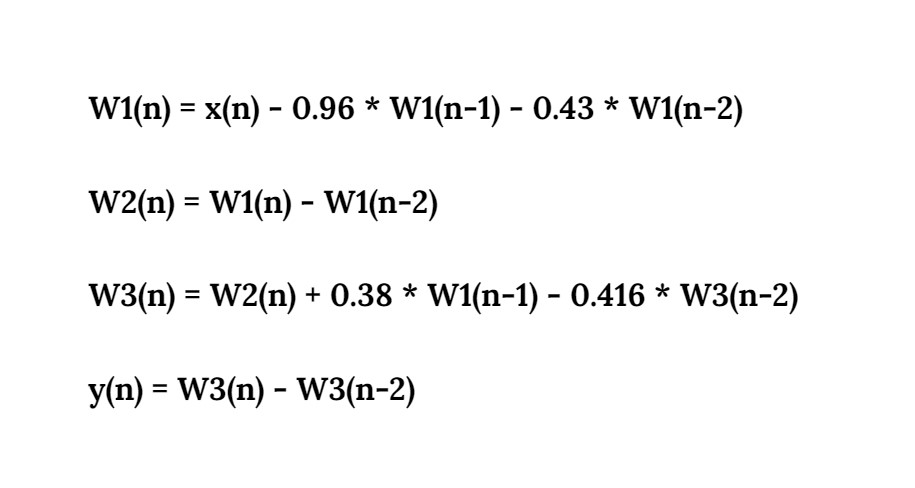 W1(n) = x(n) - 0.96 * W1(n-1) - 0.43 * W1(n-2)
W2(n) = W1(n) - W1(n-2)
W3(n) = W2(n) + 0.38 * W1(n-1) - 0.416 * W3(n-2)
y(n) = W3(n) - W3(n-2)